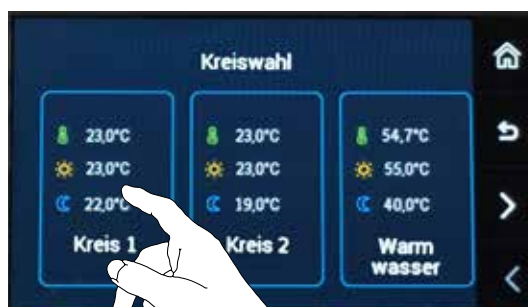 Kreiswahl
23,0°C
23,0°C
22,0°C
Kreis 1
23,0°C
23,0°C
19,0°C
Kreis 2
54,7°C
55,0°C
40,0°C
Warm
wasser